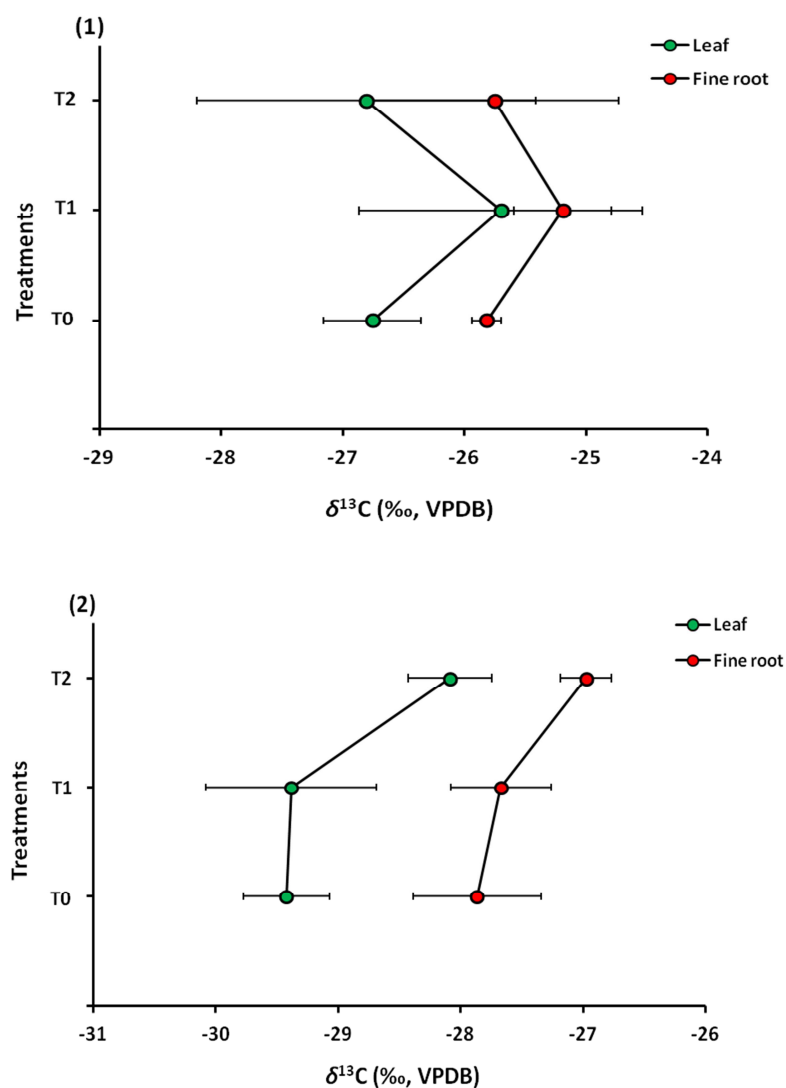 (1)
Leaf
Fine root
T2
T1
T0
Treatments
-29 -28 -27 -26 -25 -24
δ¹³C (‰, VPDB)
(2)
Leaf
Fine root
T2
T1
T0
Treatments
-31 -30 -29 -28 -27 -26
δ¹³C (‰, VPDB)